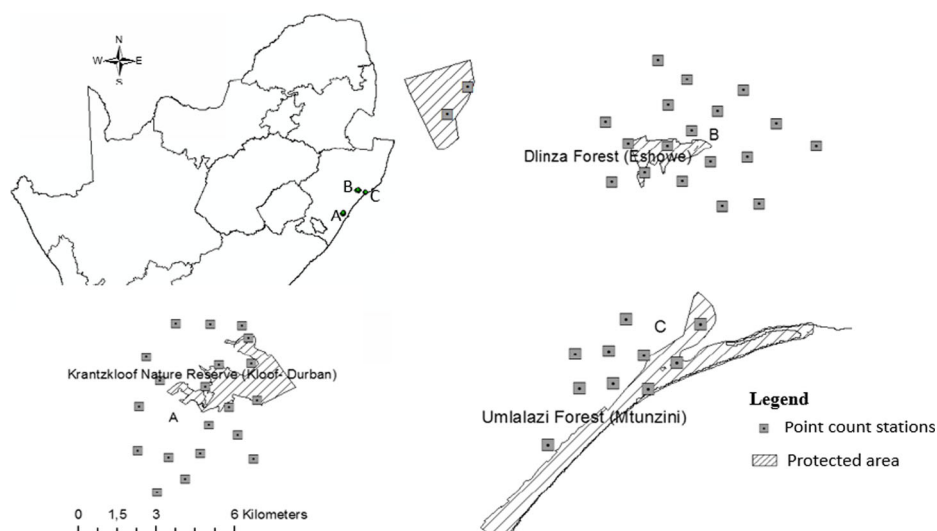 N
W E
S
B
C
A
B
Dlinza Forest (Eshowe)
C
Krantzkloof Nature Reserve (Kloof- Durban)
A
Umlalazi Forest (Mtunzini)
Legend
Point count stations
Protected area
0 1,5 3 6 Kilometers